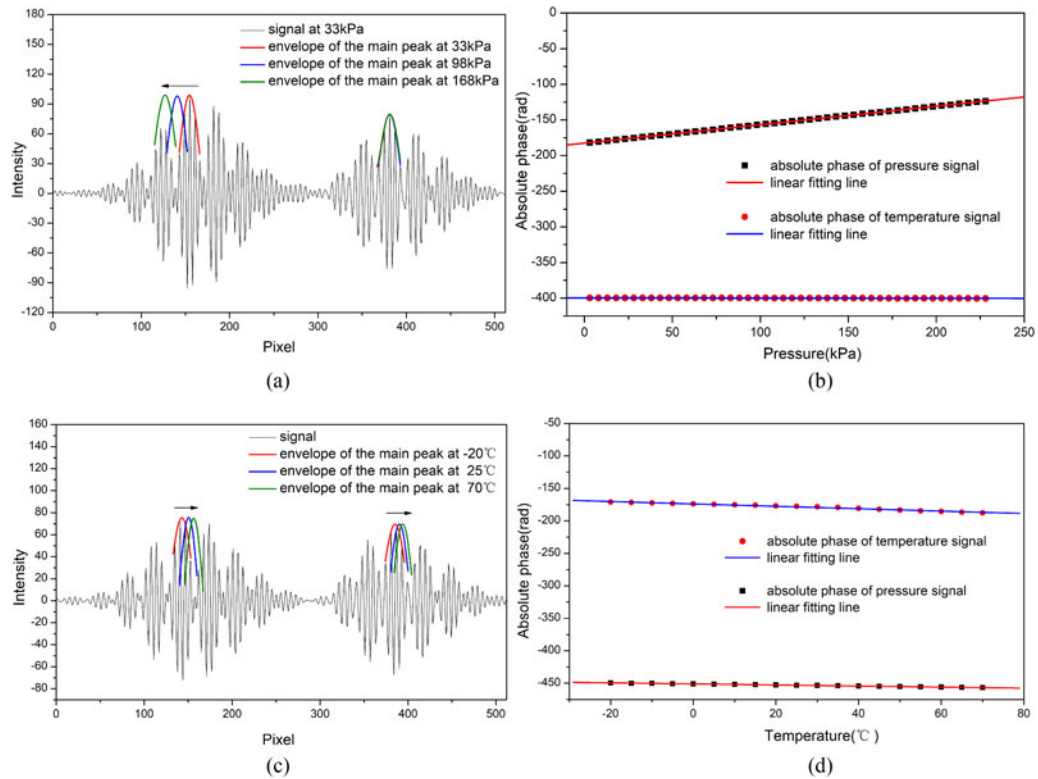 180
150
120
90
60
30
0
-30
-60
-90
-120
Intensity
signal at 33kPa
envelope of the main peak at 33kPa
envelope of the main peak at 98kPa
envelope of the main peak at 168kPa
0 100 200 300 400 500
Pixel
(a)
0
-50
-100
-150
-200
-250
-300
-350
-400
Absolute phase(rad)
absolute phase of pressure signal
linear fitting line
absolute phase of temperature signal
linear fitting line
0 50 100 150 200 250
Pressure(kPa)
(b)
160
140
120
100
80
60
40
20
0
-20
-40
-60
-80
Intensity
signal
envelope of the main peak at -20℃
envelope of the main peak at 25℃
envelope of the main peak at 70℃
0 100 200 300 400 500
Pixel
(c)
-50
-100
-150
-200
-250
-300
-350
-400
-450
Absolute phase(rad)
absolute phase of temperature signal
linear fitting line
absolute phase of pressure signal
linear fitting line
-20 0 20 40 60 80
Temperature(℃)
(d)